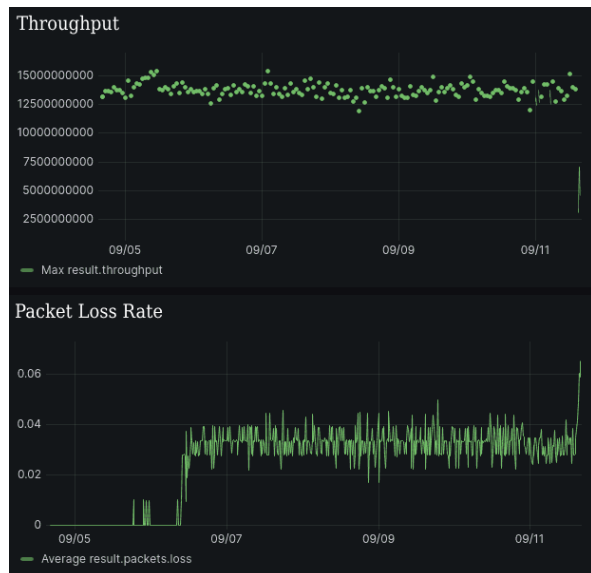 Throughput
15000000000
12500000000
10000000000
7500000000
5000000000
2500000000
09/05 09/07 09/09 09/11
Max result.throughput
Packet Loss Rate
0.06
0.04
0.02
0
09/05 09/07 09/09 09/11
Average result.packets.loss